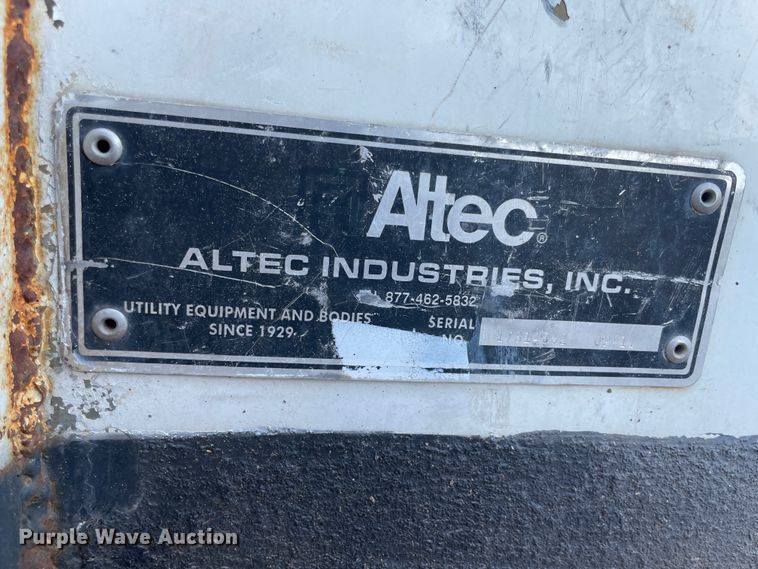 Altec®
ALTEC INDUSTRIES, INC.
877-462-5832
UTILITY EQUIPMENT AND BODIES
SINCE 1929
SERIAL
NO.
Purple Wave Auction